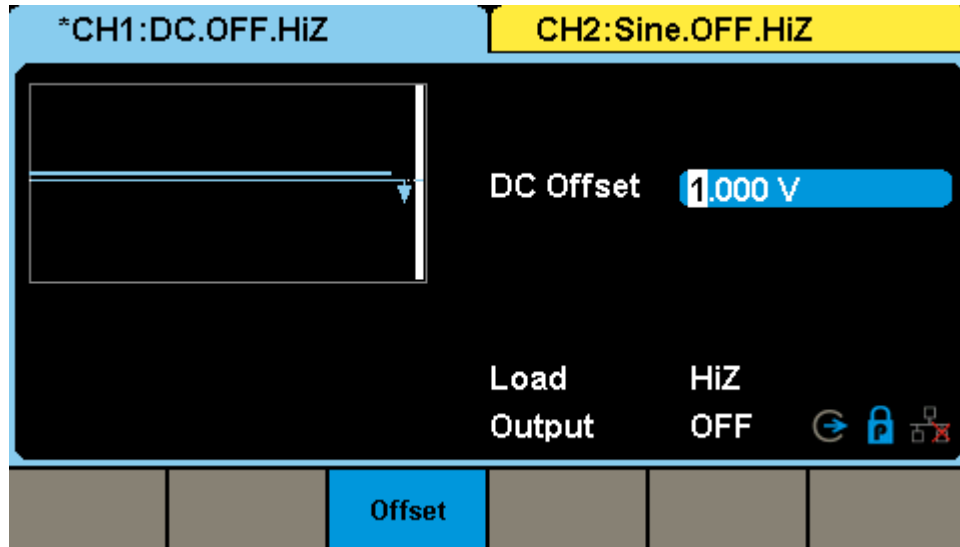 *CH1:DC.OFF.HiZ
CH2:Sine.OFF.HiZ
DC Offset 1.000 V
Load HiZ
Output OFF
P
Offset